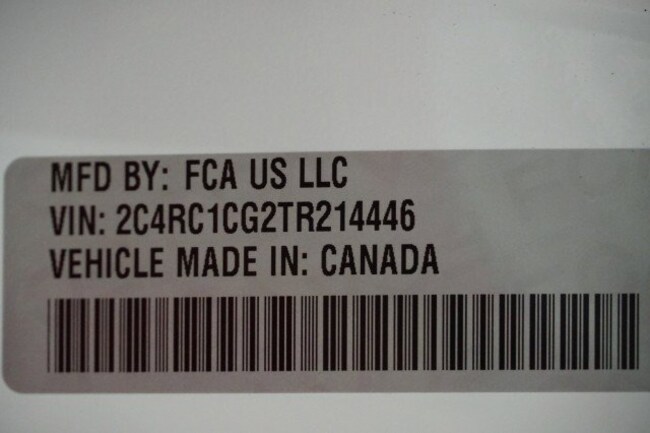 MFD BY: FCA US LLC
VIN: 2C4RC1CG2TR214446
VEHICLE MADE IN: CANADA